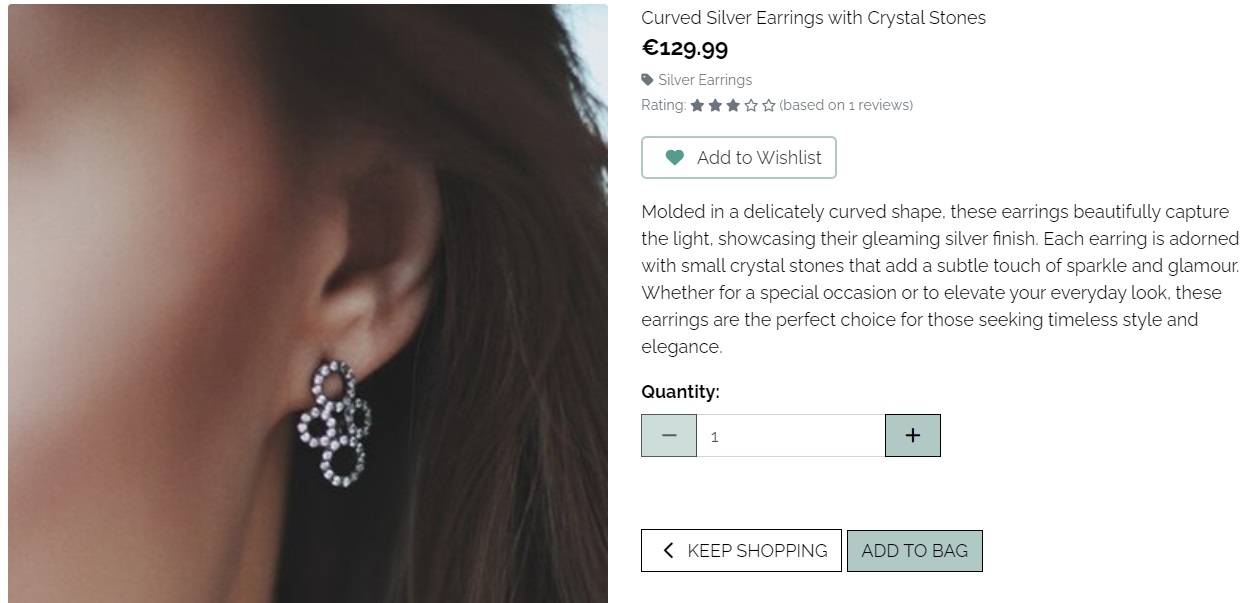 Curved Silver Earrings with Crystal Stones
€129.99
Silver Earrings
Rating: (based on 1 reviews)
Add to Wishlist
Molded in a delicately curved shape, these earrings beautifully capture
the light, showcasing their gleaming silver finish. Each earring is adorned
with small crystal stones that add a subtle touch of sparkle and glamour.
Whether for a special occasion or to elevate your everyday look, these
earrings are the perfect choice for those seeking timeless style and
elegance.
Quantity:
− 1 +
KEEP SHOPPING ADD TO BAG